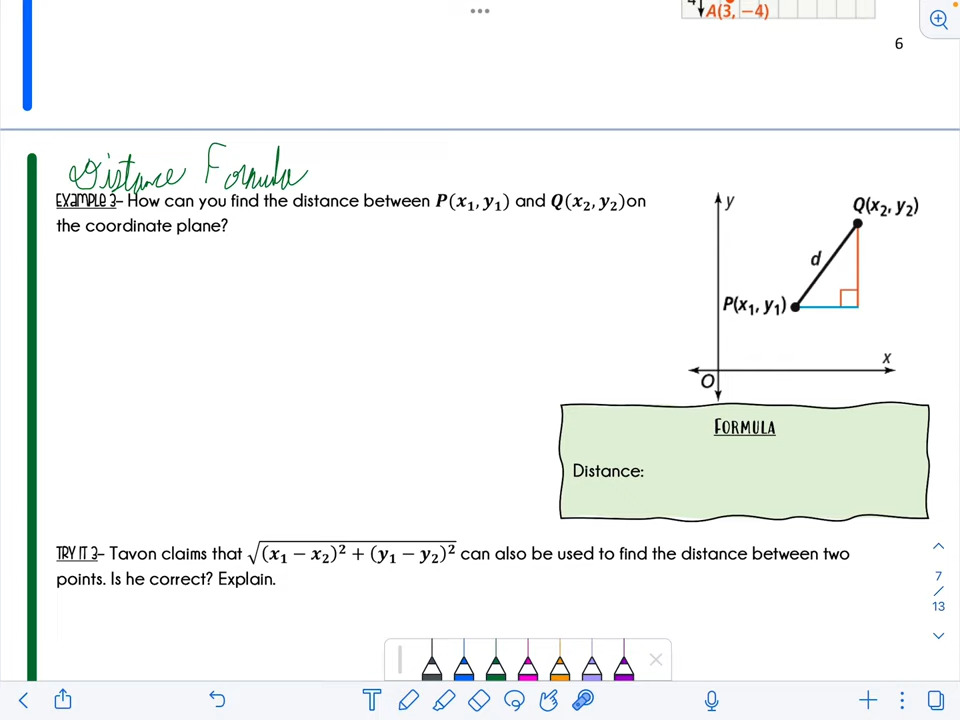 A(3, −4)
6
Distance Formula
EXAMPLE 3– How can you find the distance between P(x₁, y₁) and Q(x₂, y₂)on
the coordinate plane?
y
Q(x₂, y₂)
d
P(x₁, y₁)
x
O
FORMULA
Distance:
TRY IT 3– Tavon claims that √(x₁ − x₂)² + (y₁ − y₂)² can also be used to find the distance between two
points. Is he correct? Explain.
7
/
13
T